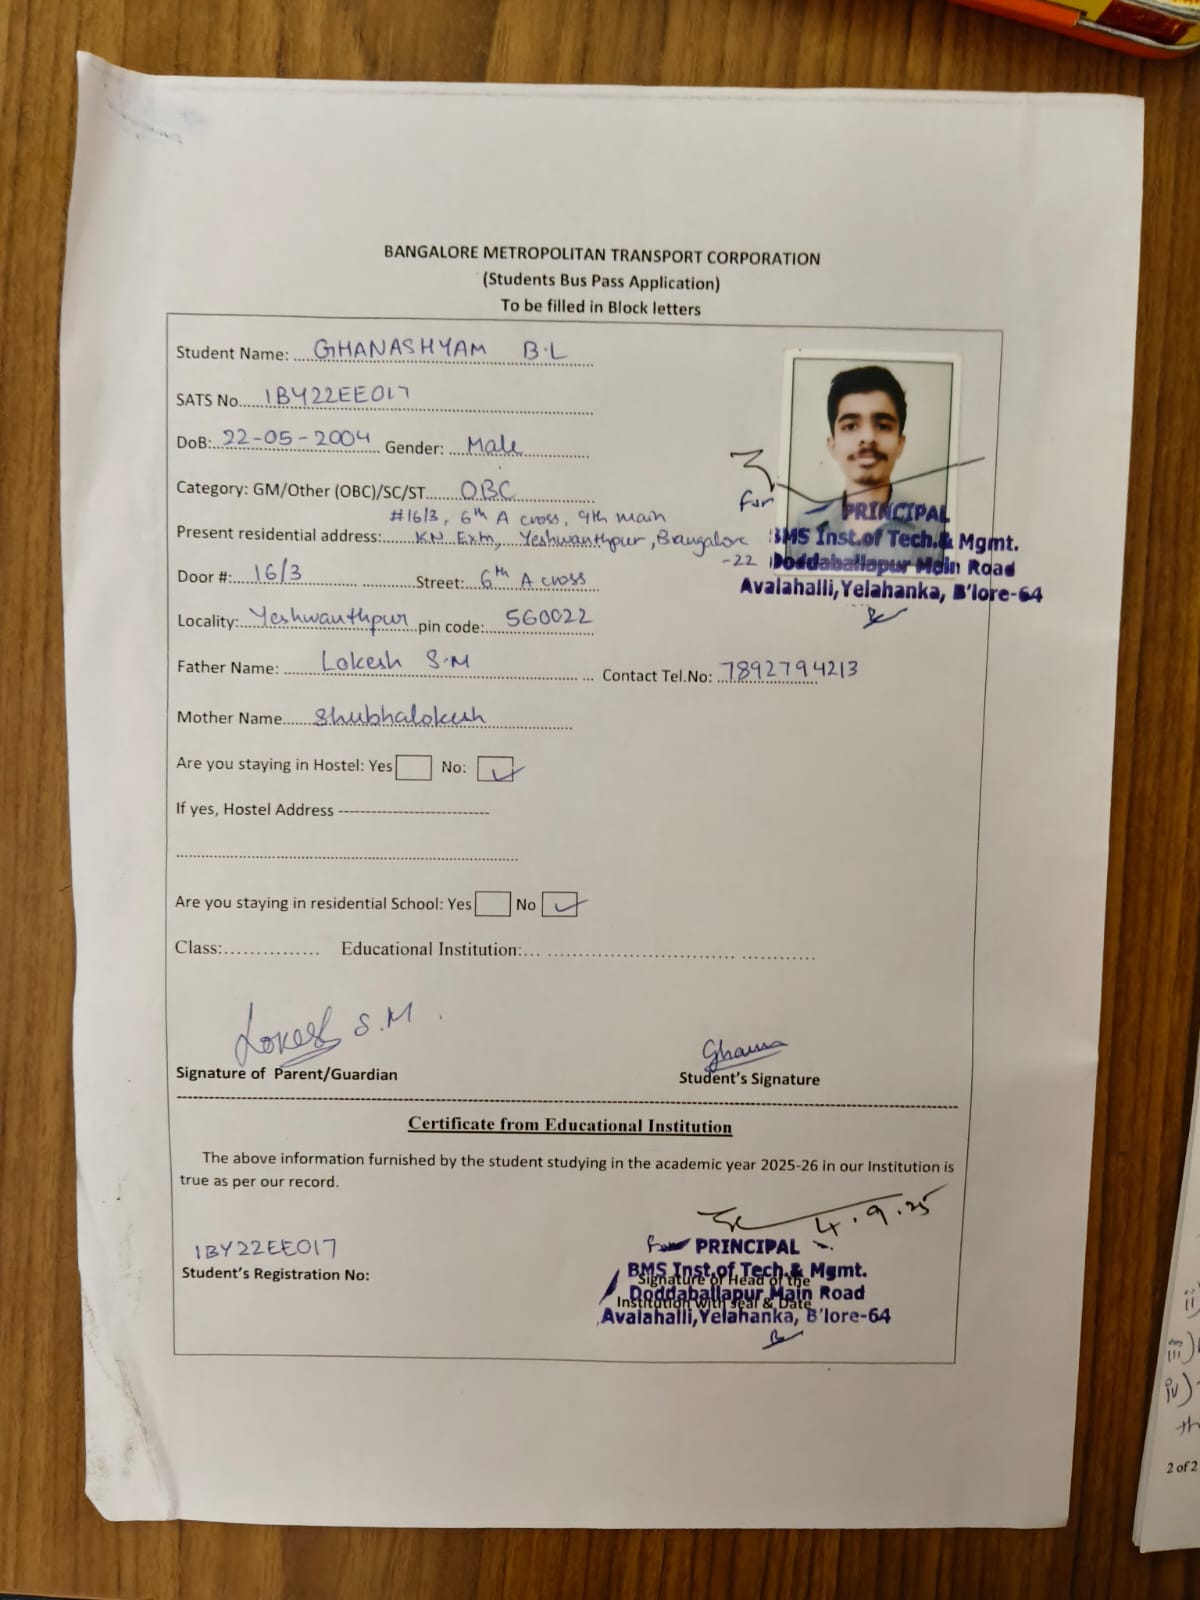 BANGALORE METROPOLITAN TRANSPORT CORPORATION
(Students Bus Pass Application)
To be filled in Block letters
Student Name: GHANASHYAM B.L
SATS No. 1BY22EE017
DoB: 22-05-2004 Gender: Male
Category: GM/Other (OBC)/SC/ST OBC
#16/3, 6th A cross, 9th main
Present residential address: KN Extn, Yeshwanthpur, Bangalore
-22
Door #: 16/3 Street: 6th A cross
Locality: Yeshwanthpur pin code: 560022
for PRINCIPAL
BMS Inst.of Tech.& Mgmt.
Doddaballapur Main Road
Avalahalli,Yelahanka, B'lore-64
Father Name: Lokesh S.M Contact Tel.No: 7892794213
Mother Name Shubhalokesh
Are you staying in Hostel: Yes No:
If yes, Hostel Address
Are you staying in residential School: Yes No
Class: Educational Institution:
Lokesh S.M.
Signature of Parent/Guardian
Ghana
Student's Signature
Certificate from Educational Institution
The above information furnished by the student studying in the academic year 2025-26 in our Institution is
true as per our record.
4.9.25
1BY22EE017
Student's Registration No:
for PRINCIPAL
BMS Inst.of Tech.& Mgmt.
Signature of Head of the
Doddaballapur Main Road
Institution with Seal & Date
Avalahalli,Yelahanka, B'lore-64
ii)
iii)
iv)
2 of 2